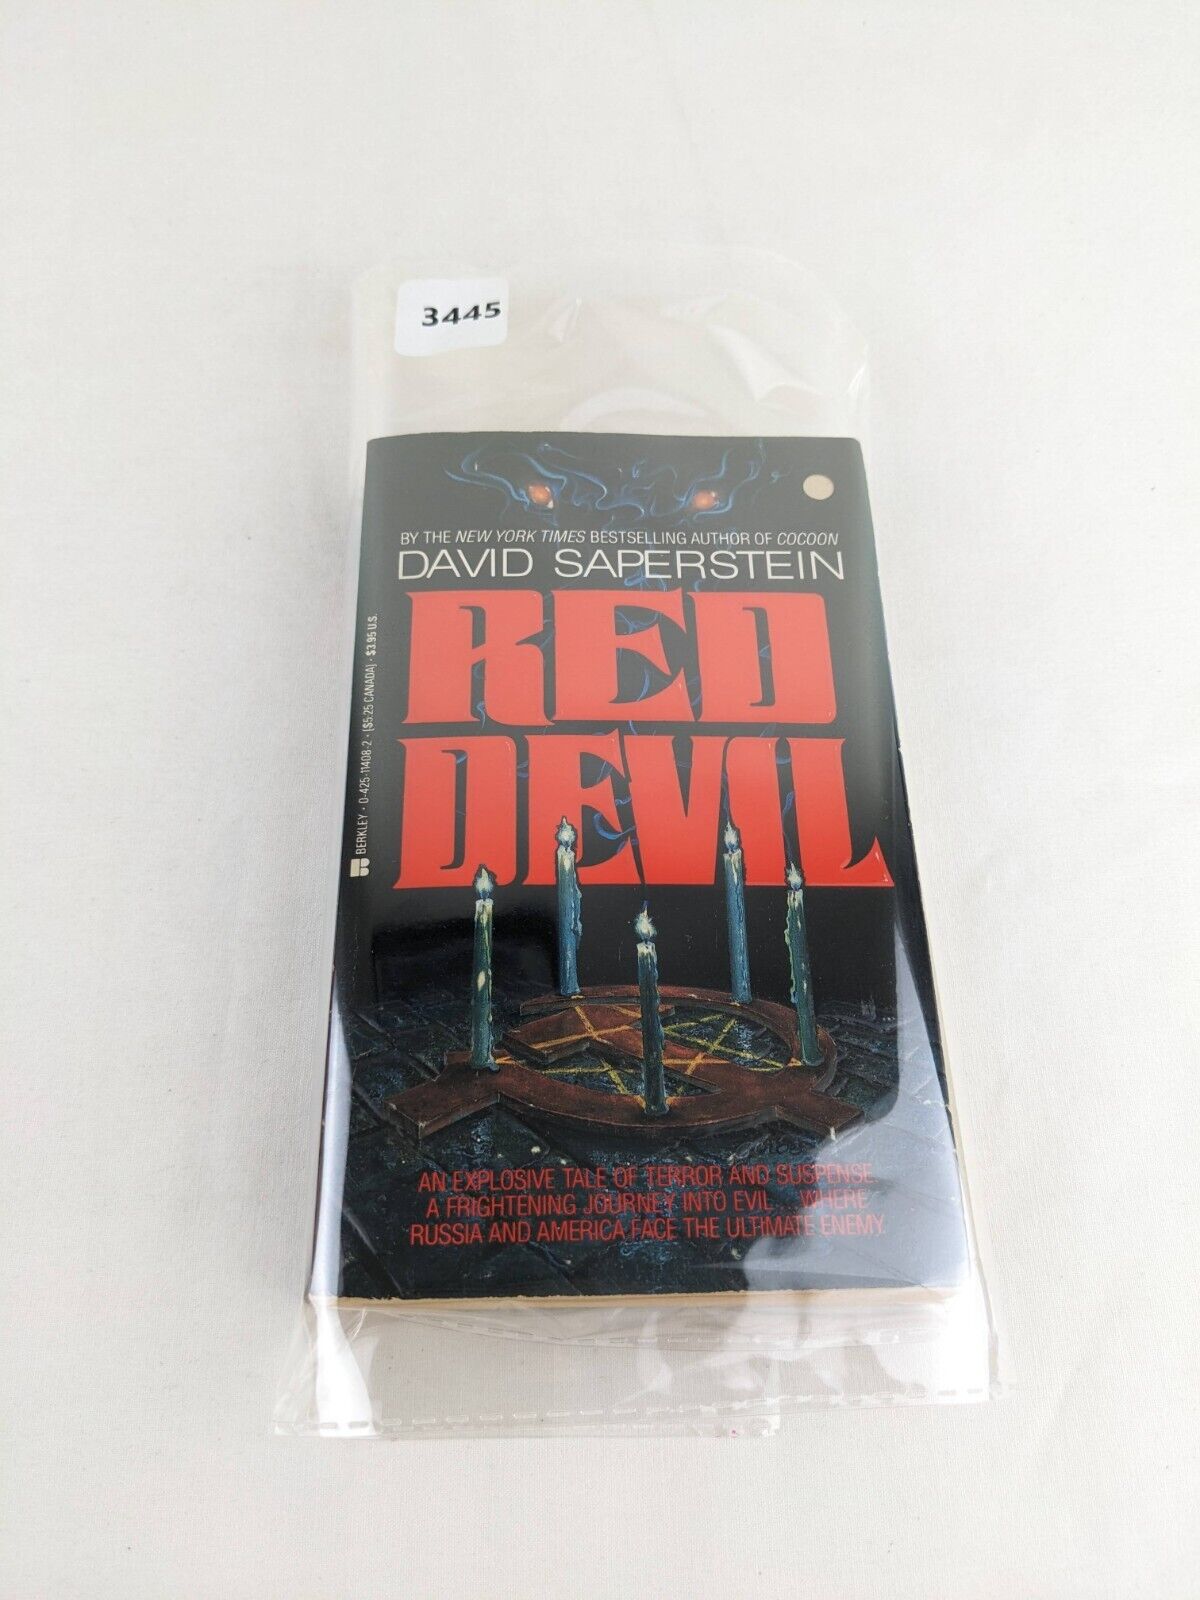 3445
BY THE NEW YORK TIMES BESTSELLING AUTHOR OF COCOON
DAVID SAPERSTEIN
RED
DEVIL
BERKLEY · 0-425-11408-2 · [$5.25 CANADA] · $3.95 U.S.
AN EXPLOSIVE TALE OF TERROR AND SUSPENSE.
A FRIGHTENING JOURNEY INTO EVIL... WHERE
RUSSIA AND AMERICA FACE THE ULTIMATE ENEMY.